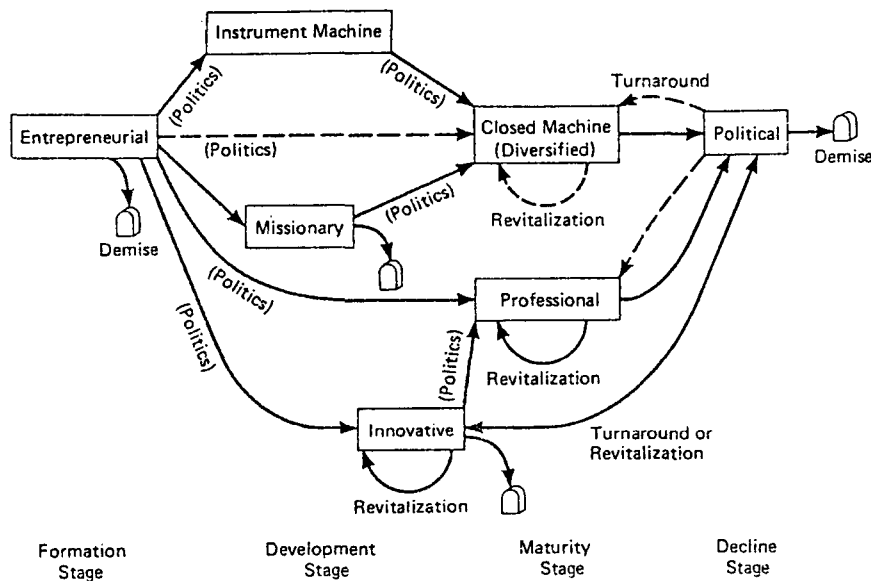 Instrument Machine
(Politics)
(Politics)
Turnaround
Entrepreneurial
(Politics)
Closed Machine
(Diversified)
Political
Demise
(Politics)
Revitalization
Missionary
Demise
(Politics)
Professional
(Politics)
Revitalization
(Politics)
Innovative
Turnaround or
Revitalization
Revitalization
Formation
Stage
Development
Stage
Maturity
Stage
Decline
Stage